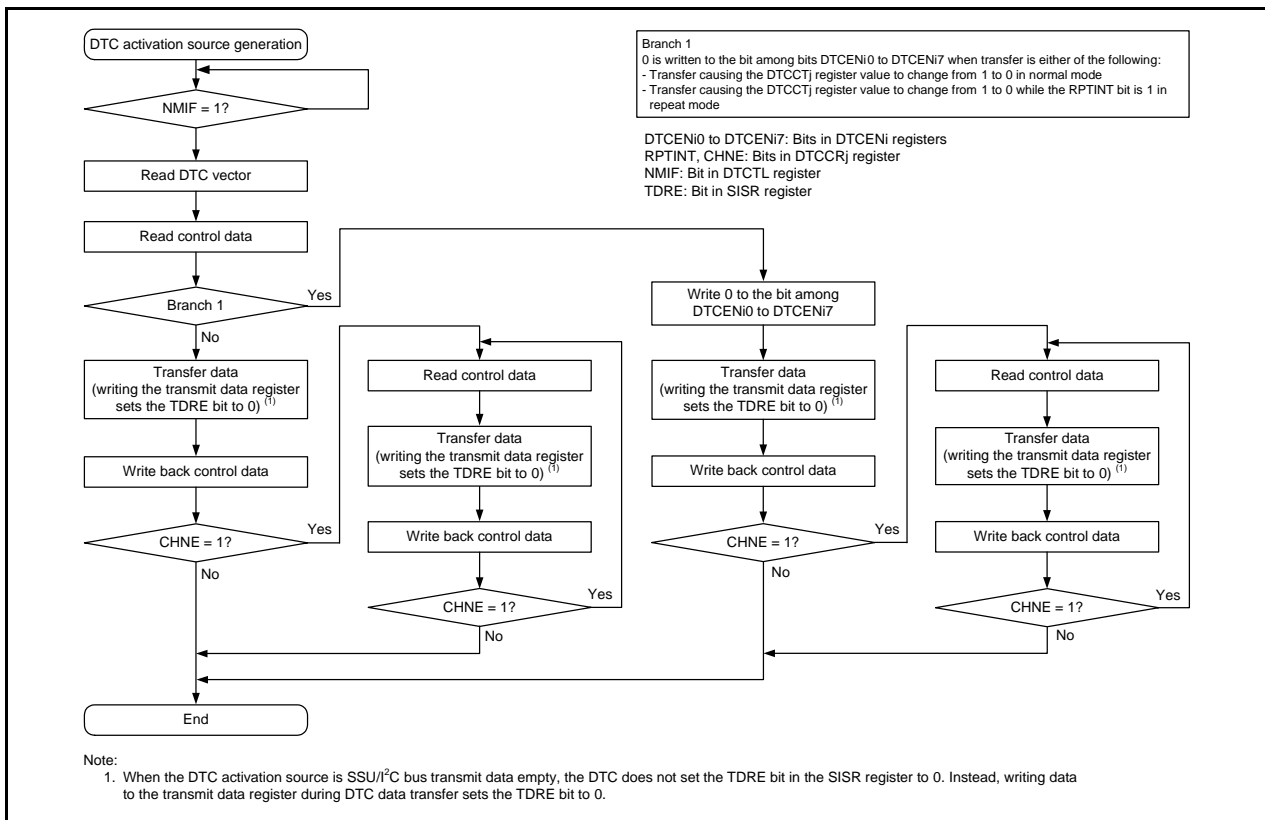 DTC activation source generation
NMIF = 1?
Read DTC vector
Read control data
Branch 1
Yes
No
Transfer data
(writing the transmit data register
sets the TDRE bit to 0) (1)
Write back control data
CHNE = 1?
Yes
No
Read control data
Transfer data
(writing the transmit data register
sets the TDRE bit to 0) (1)
Write back control data
CHNE = 1?
Yes
No
End
Branch 1
0 is written to the bit among bits DTCENi0 to DTCENi7 when transfer is either of the following:
- Transfer causing the DTCCTj register value to change from 1 to 0 in normal mode
- Transfer causing the DTCCTj register value to change from 1 to 0 while the RPTINT bit is 1 in
repeat mode
DTCENi0 to DTCENi7: Bits in DTCENi registers
RPTINT, CHNE: Bits in DTCCRj register
NMIF: Bit in DTCTL register
TDRE: Bit in SISR register
Write 0 to the bit among
DTCENi0 to DTCENi7
Transfer data
(writing the transmit data register
sets the TDRE bit to 0) (1)
Write back control data
CHNE = 1?
Yes
No
Read control data
Transfer data
(writing the transmit data register
sets the TDRE bit to 0) (1)
Write back control data
CHNE = 1?
Yes
No
Note:
1. When the DTC activation source is SSU/I²C bus transmit data empty, the DTC does not set the TDRE bit in the SISR register to 0. Instead, writing data
to the transmit data register during DTC data transfer sets the TDRE bit to 0.